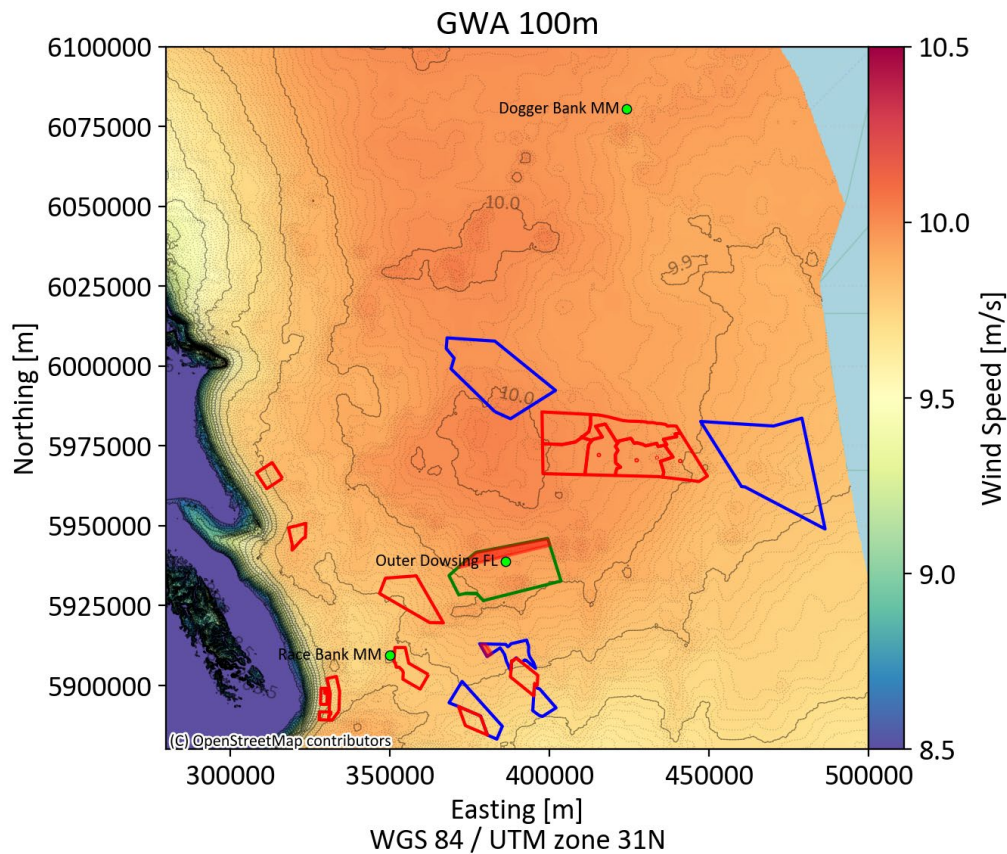 GWA 100m
6100000
6075000
6050000
6025000
6000000
5975000
5950000
5925000
5900000
Northing [m]
Dogger Bank MM
10.0
9.9
10.0
Outer Dowsing FL
Race Bank MM
(C) OpenStreetMap contributors
300000 350000 400000 450000 500000
Easting [m]
WGS 84 / UTM zone 31N
10.5
10.0
9.5
9.0
8.5
Wind Speed [m/s]